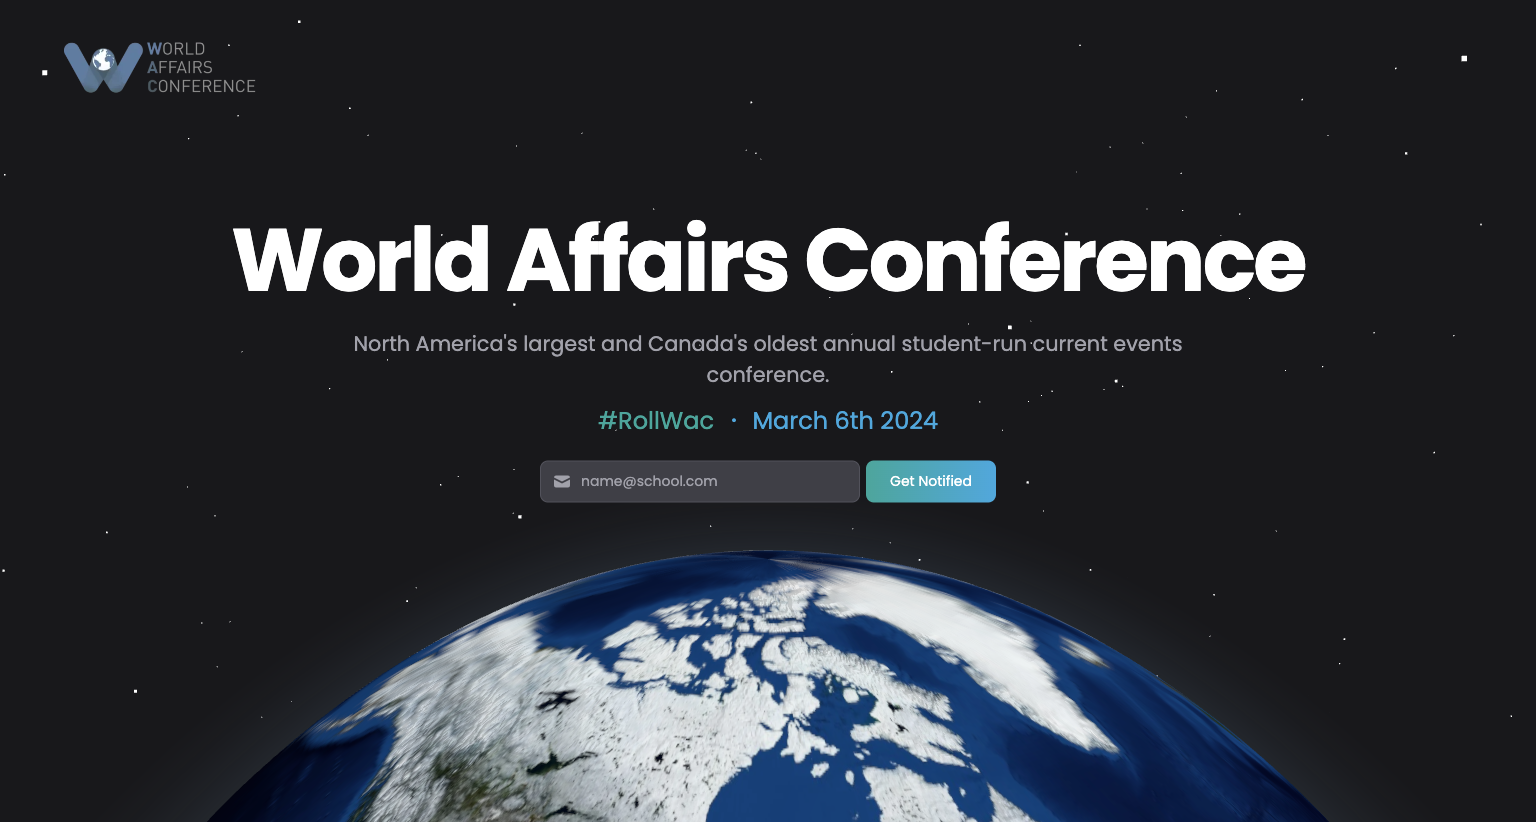 WORLD
AFFAIRS
CONFERENCE
World Affairs Conference
North America's largest and Canada's oldest annual student-run current events
conference.
#RollWac · March 6th 2024
name@school.com Get Notified